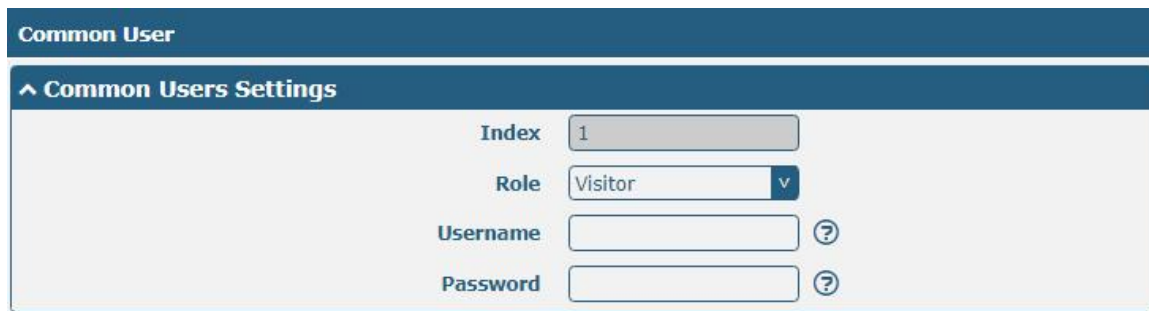 Common User
Common Users Settings
Index 1
Role Visitor
Username
Password